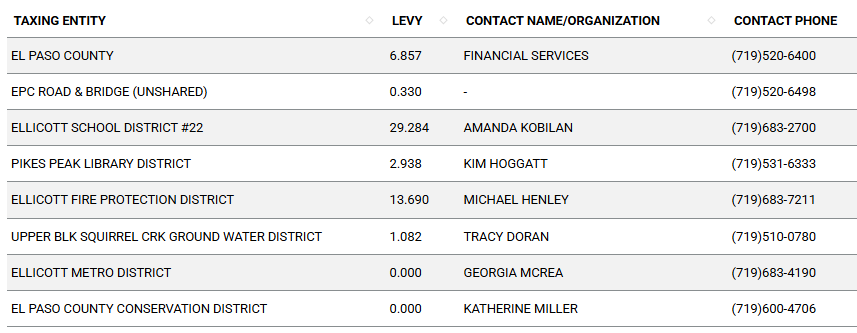 TAXING ENTITY LEVY CONTACT NAME/ORGANIZATION CONTACT PHONE
EL PASO COUNTY 6.857 FINANCIAL SERVICES (719)520-6400
EPC ROAD & BRIDGE (UNSHARED) 0.330 - (719)520-6498
ELLICOTT SCHOOL DISTRICT #22 29.284 AMANDA KOBILAN (719)683-2700
PIKES PEAK LIBRARY DISTRICT 2.938 KIM HOGGATT (719)531-6333
ELLICOTT FIRE PROTECTION DISTRICT 13.690 MICHAEL HENLEY (719)683-7211
UPPER BLK SQUIRREL CRK GROUND WATER DISTRICT 1.082 TRACY DORAN (719)510-0780
ELLICOTT METRO DISTRICT 0.000 GEORGIA MCREA (719)683-4190
EL PASO COUNTY CONSERVATION DISTRICT 0.000 KATHERINE MILLER (719)600-4706